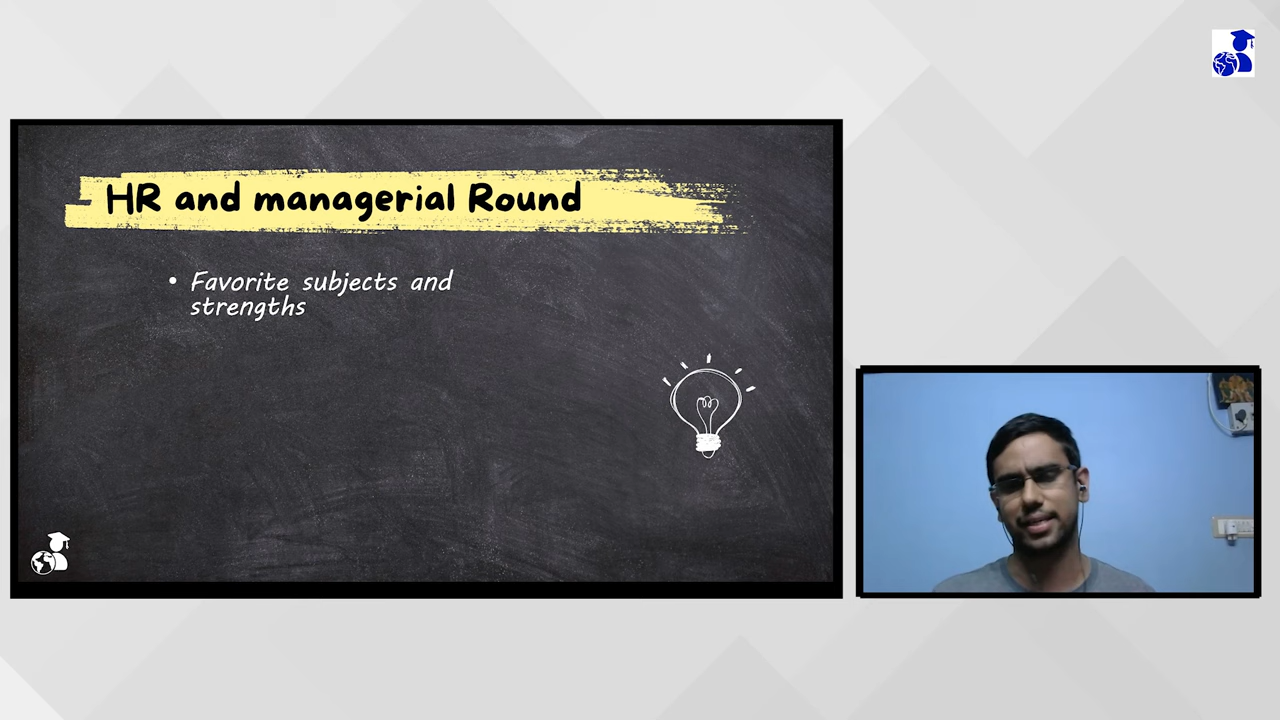 HR and managerial Round
• Favorite subjects and
strengths